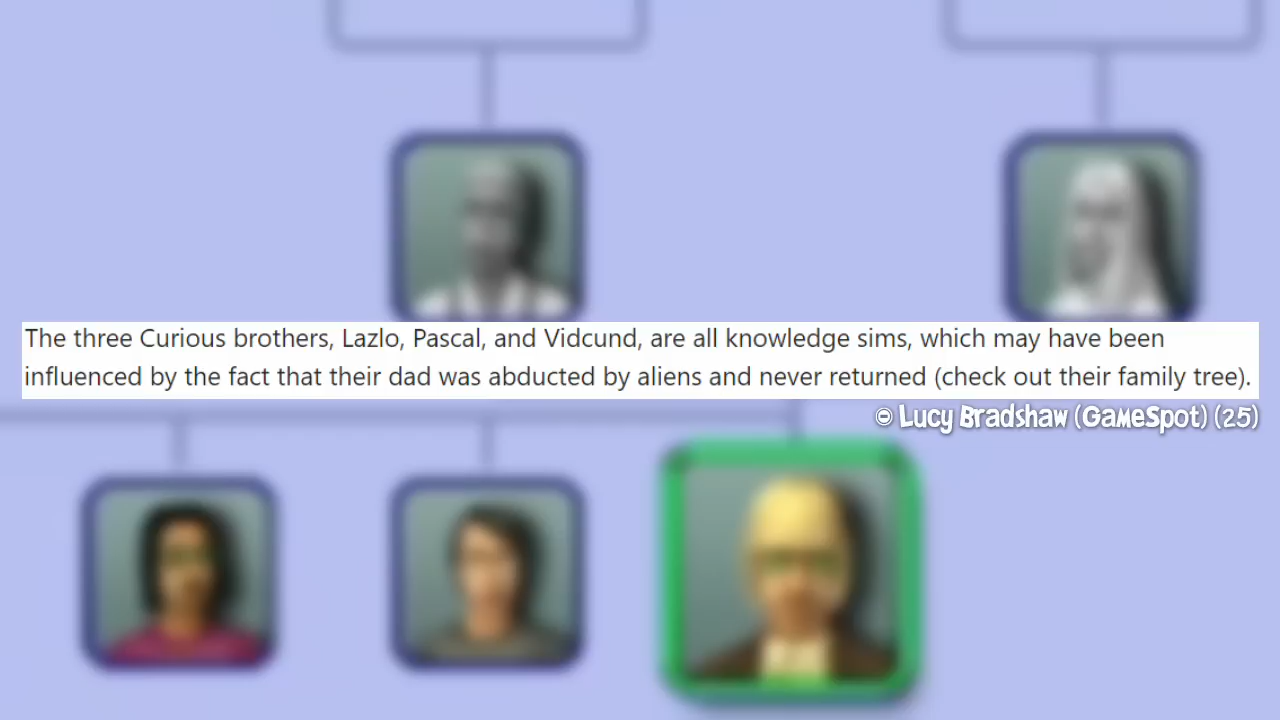 The three Curious brothers, Lazlo, Pascal, and Vidcund, are all knowledge sims, which may have been
influenced by the fact that their dad was abducted by aliens and never returned (check out their family tree).
© Lucy Bradshaw (GameSpot) (25)